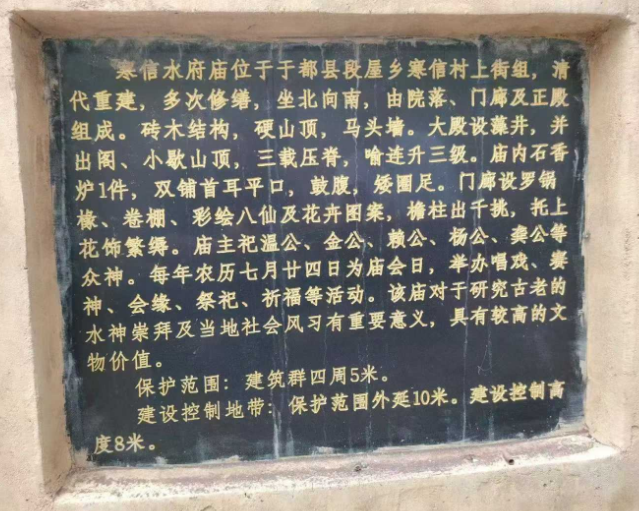 寒信水府庙位于于都县段屋乡寒信村上街组，清
代重建，多次修缮，坐北向南，由院落、门廊及正殿
组成。砖木结构，硬山顶，马头墙。大殿设藻井，并
出阁、小歇山顶，三载压脊，喻连升三级。庙内石香
炉1件，双铺首耳平口，鼓腹，矮圈足。门廊设罗锅
椽、卷棚、彩绘八仙及花卉图案，檐柱出千挑，托上
花饰繁缛。庙主祀温公、金公、赖公、杨公、龚公等
众神。每年农历七月廿四日为庙会日，举办唱戏、赛
神、会缘、祭祀、祈福等活动。该庙对于研究古老的
水神崇拜及当地社会风习有重要意义，具有较高的文
物价值。
保护范围：建筑群四周5米。
建设控制地带：保护范围外延10米。建设控制高
度8米。